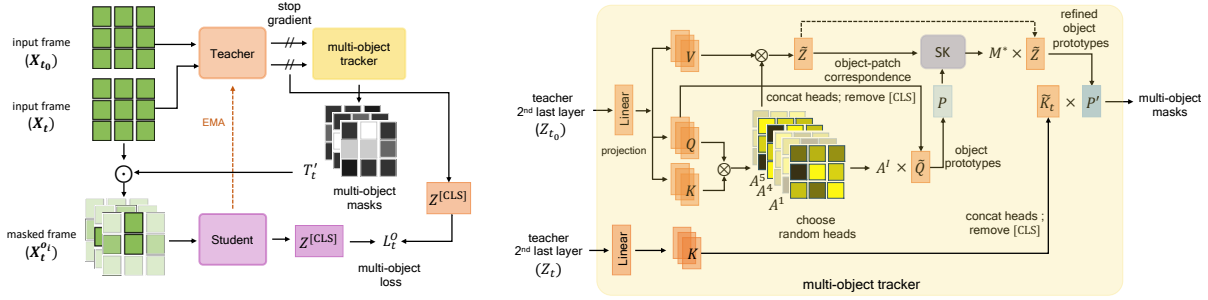 stop
gradient
input frame
(X_{t_0})
Teacher
multi-object
tracker
input frame
(X_t)
EMA
T'_t
multi-object
masks
Z^{[CLS]}
masked frame
(X_t^{o_i})
Student
Z^{[CLS]}
L_t^O
multi-object
loss
refined
object
prototypes
V
Z̃
SK
M* × Z̃
object-patch
correspondence
teacher
2nd last layer
(Z_{t_0})
Linear
projection
concat heads; remove [CLS]
P
K̃_t × P'
multi-object
masks
Q
K
A^5
A^4
A^1
A^I × Q̃
object
prototypes
choose
random heads
concat heads ;
remove [CLS]
teacher
2nd last layer
(Z_t)
Linear
K
multi-object tracker